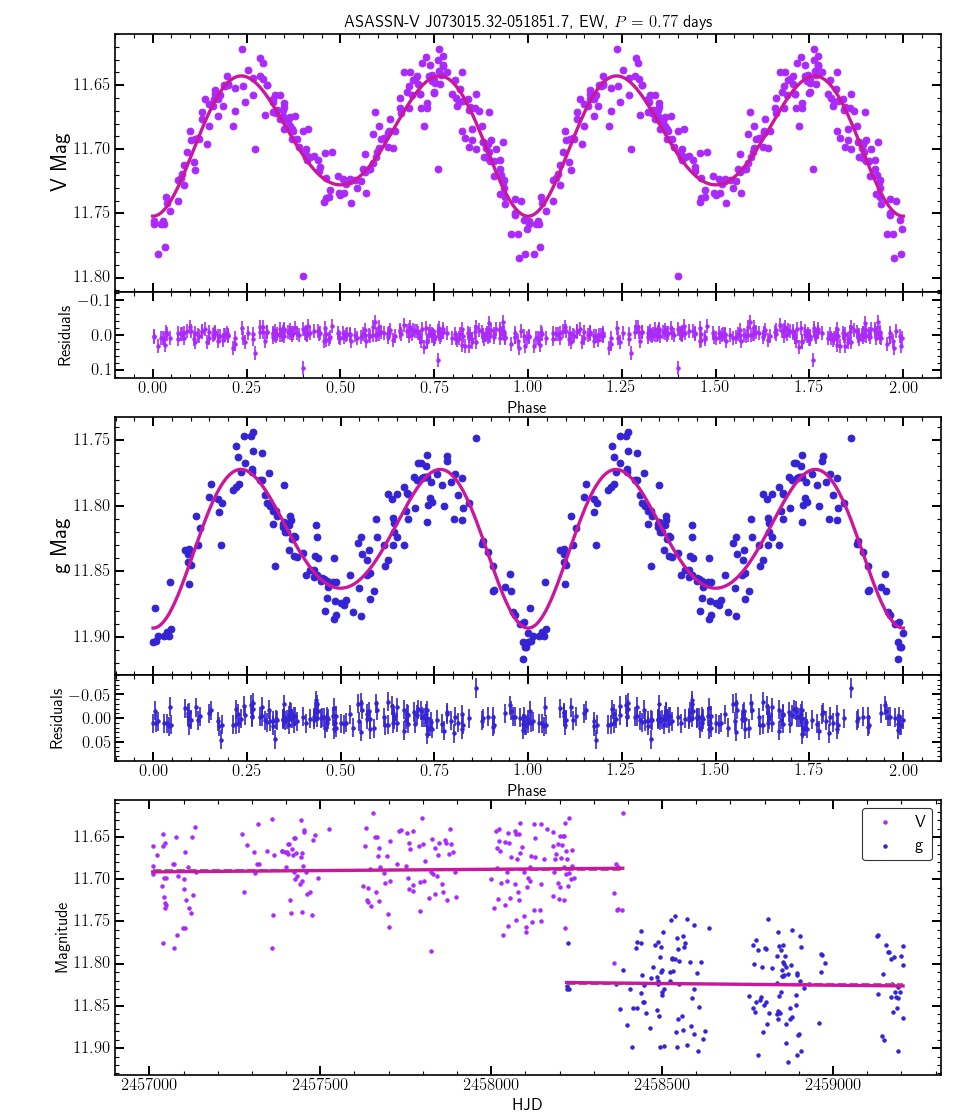 ASASSN-V J073015.32-051851.7, EW, P = 0.77 days
V Mag
11.65
11.70
11.75
11.80
Residuals
−0.1
0.0
0.1
0.00 0.25 0.50 0.75 1.00 1.25 1.50 1.75 2.00
Phase
g Mag
11.75
11.80
11.85
11.90
Residuals
−0.05
0.00
0.05
0.00 0.25 0.50 0.75 1.00 1.25 1.50 1.75 2.00
Phase
Magnitude
11.65
11.70
11.75
11.80
11.85
11.90
V
g
2457000 2457500 2458000 2458500 2459000
HJD